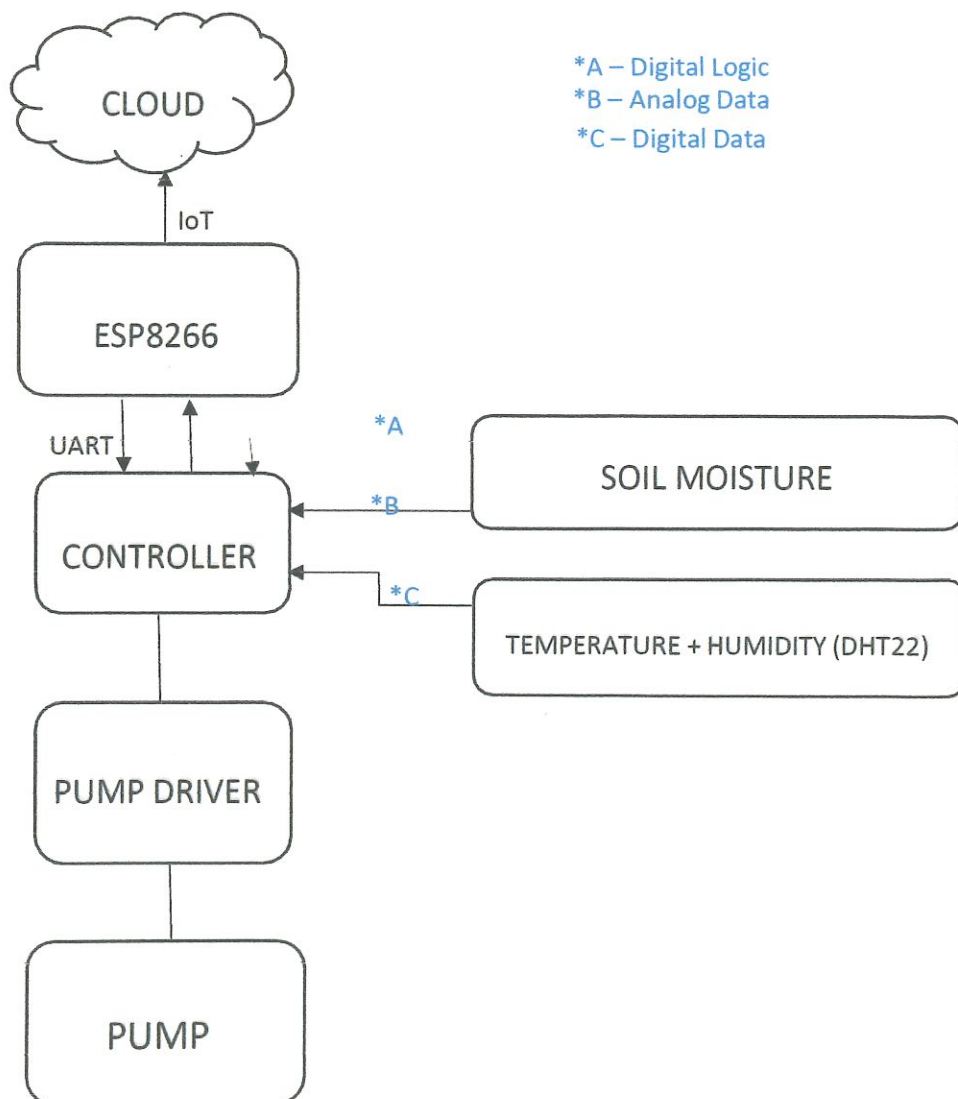 CLOUD
*A – Digital Logic
*B – Analog Data
*C – Digital Data
IoT
ESP8266
UART
*A
SOIL MOISTURE
*B
CONTROLLER
*C
TEMPERATURE + HUMIDITY (DHT22)
PUMP DRIVER
PUMP